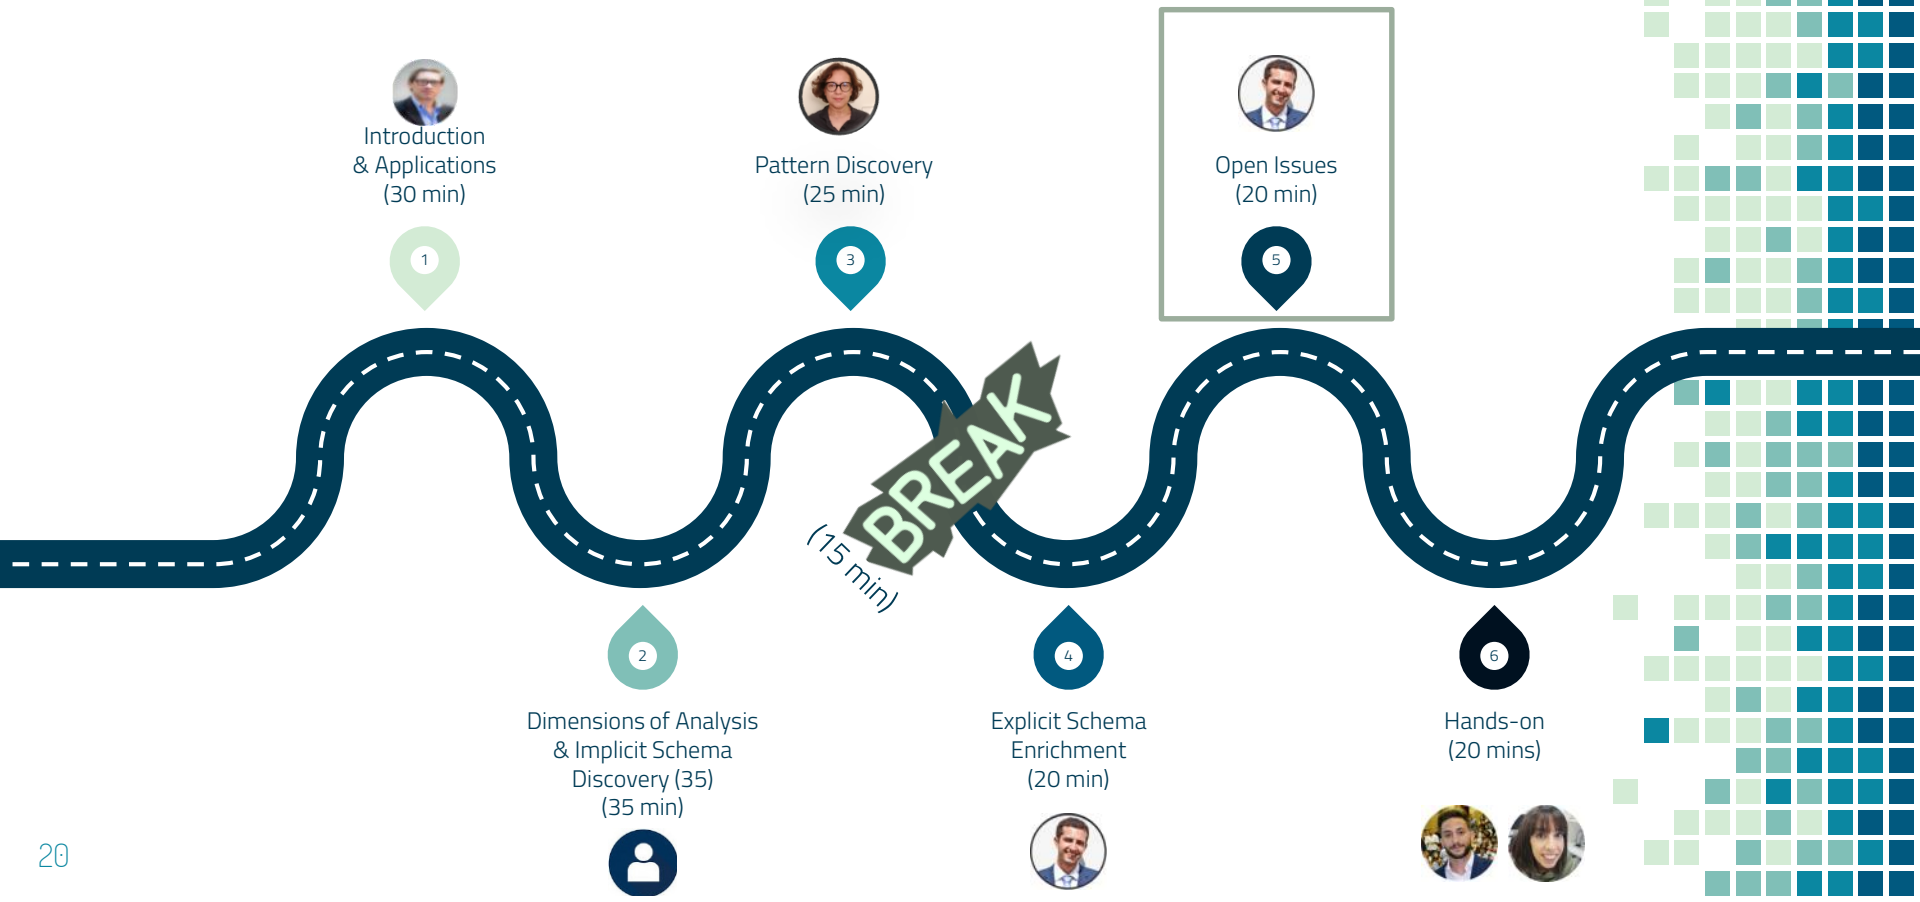 Introduction
& Applications
(30 min)
1
Pattern Discovery
(25 min)
3
Open Issues
(20 min)
5
BREAK
(15 min)
2
Dimensions of Analysis
& Implicit Schema
Discovery (35)
(35 min)
4
Explicit Schema
Enrichment
(20 min)
6
Hands-on
(20 mins)
20